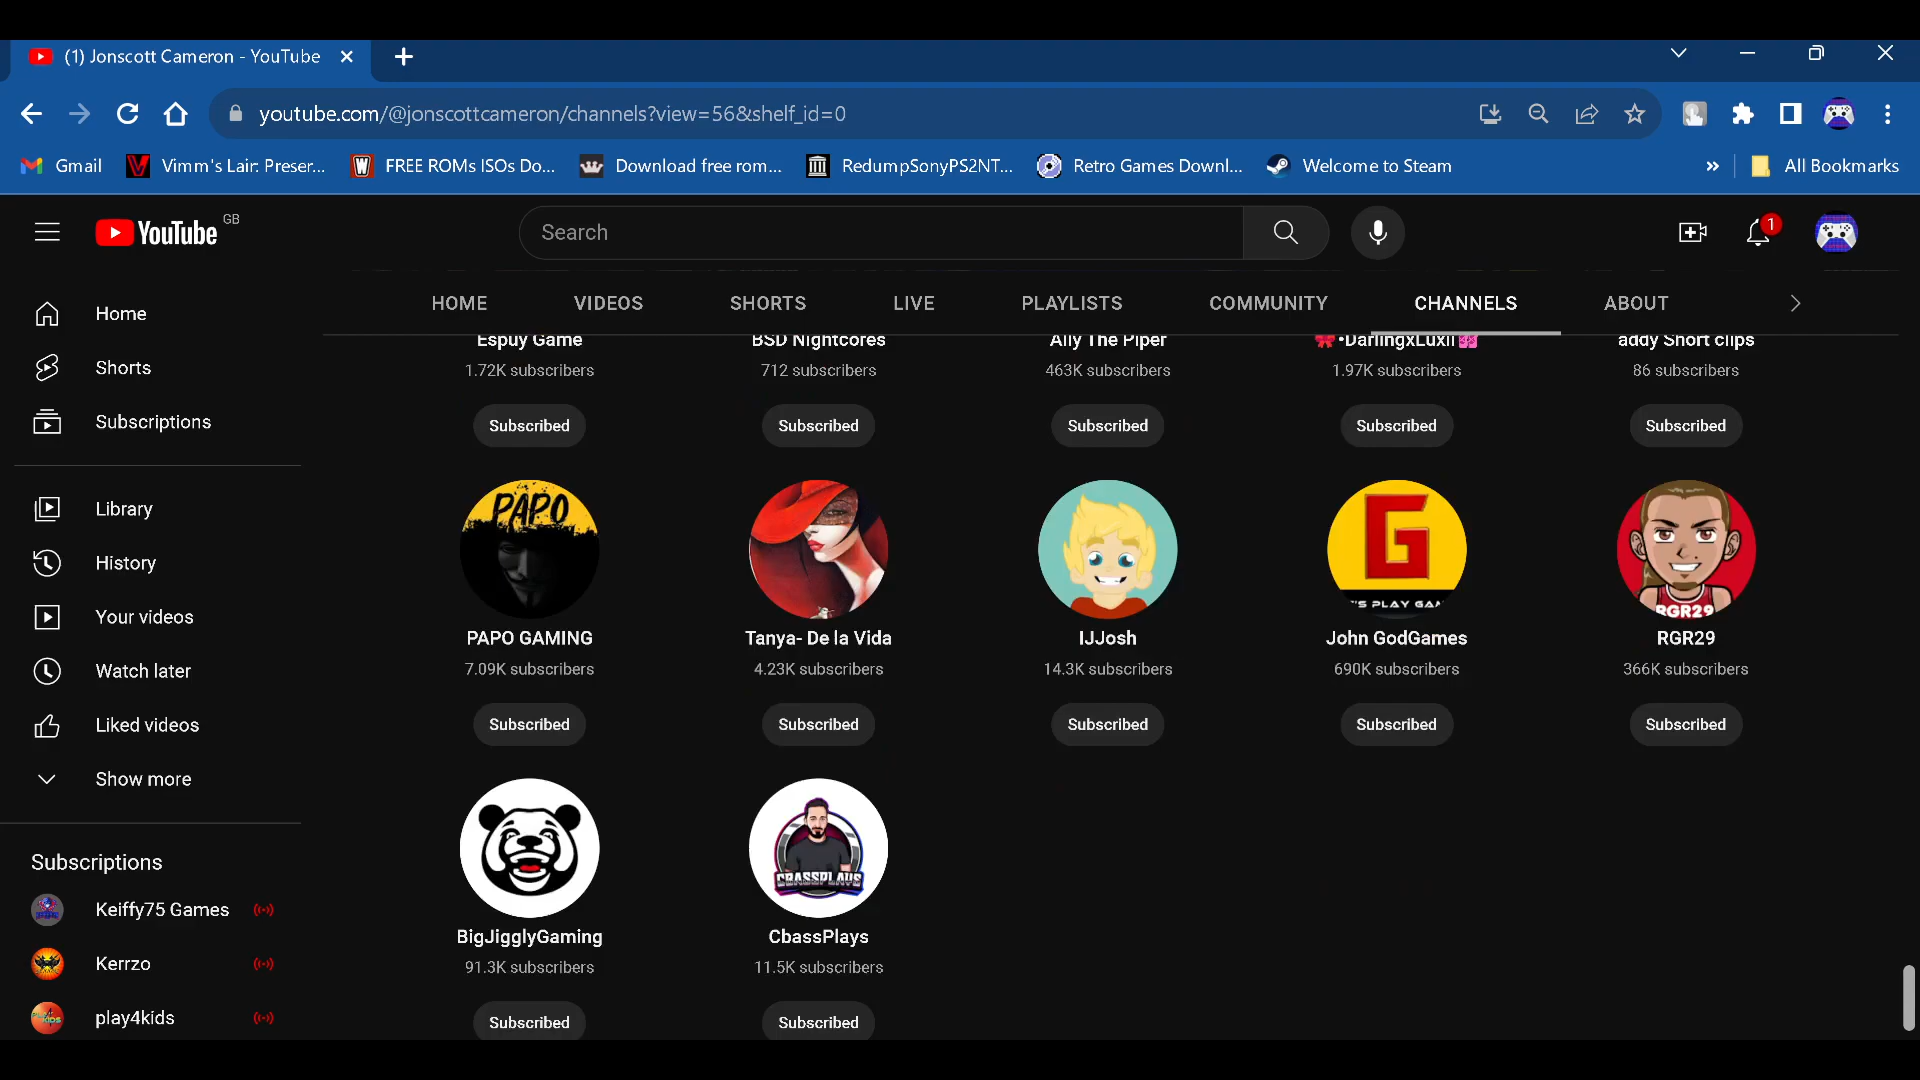 (1) Jonscott Cameron - YouTube
youtube.com/@jonscottcameron/channels?view=56&shelf_id=0
Gmail Vimm's Lair: Preser... FREE ROMs ISOs Do... Download free rom... RedumpSonyPS2NT... Retro Games Downl... Welcome to Steam » All Bookmarks
YouTube GB Search 1
HOME VIDEOS SHORTS LIVE PLAYLISTS COMMUNITY CHANNELS ABOUT
Home
Shorts
Subscriptions
Library
History
Your videos
Watch later
Liked videos
Show more
Subscriptions
Keiffy75 Games
Kerrzo
play4kids
Espuy Game BSD Nightcores Ally The Piper 🎀•DarlingxLuxii addy Short clips
1.72K subscribers 712 subscribers 463K subscribers 1.97K subscribers 86 subscribers
Subscribed Subscribed Subscribed Subscribed Subscribed
PAPO G 'S PLAY GAM RGR29
PAPO GAMING Tanya- De la Vida IJJosh John GodGames RGR29
7.09K subscribers 4.23K subscribers 14.3K subscribers 690K subscribers 366K subscribers
Subscribed Subscribed Subscribed Subscribed Subscribed
CBASSPLAYS
BigJigglyGaming CbassPlays
91.3K subscribers 11.5K subscribers
Subscribed Subscribed